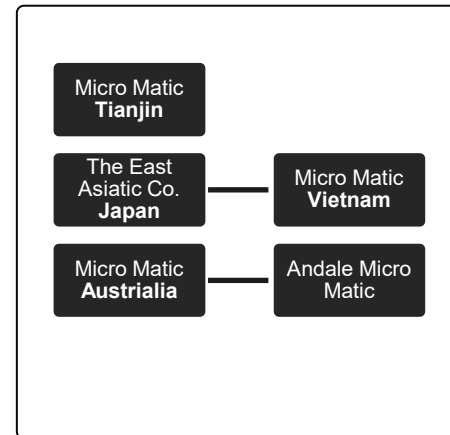 Micro Matic
Tianjin
The East
Asiatic Co.
Japan
Micro Matic
Vietnam
Micro Matic
Austrialia
Andale Micro
Matic